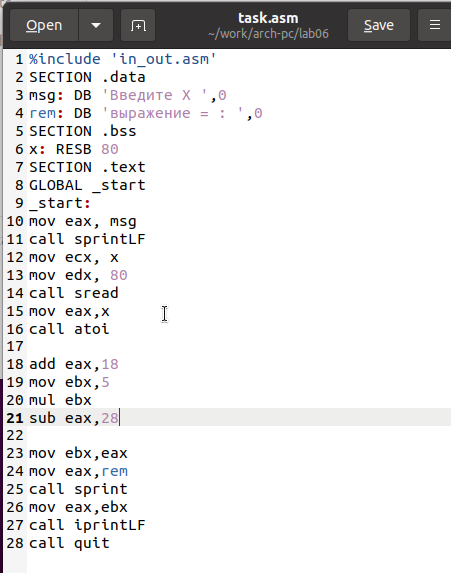 Open task.asm Save
~/work/arch-pc/lab06
1 %include 'in_out.asm'
2 SECTION .data
3 msg: DB 'Введите X ',0
4 rem: DB 'выражение = : ',0
5 SECTION .bss
6 x: RESB 80
7 SECTION .text
8 GLOBAL _start
9 _start:
10 mov eax, msg
11 call sprintLF
12 mov ecx, x
13 mov edx, 80
14 call sread
15 mov eax,x
16 call atoi
17
18 add eax,18
19 mov ebx,5
20 mul ebx
21 sub eax,28
22
23 mov ebx,eax
24 mov eax,rem
25 call sprint
26 mov eax,ebx
27 call iprintLF
28 call quit